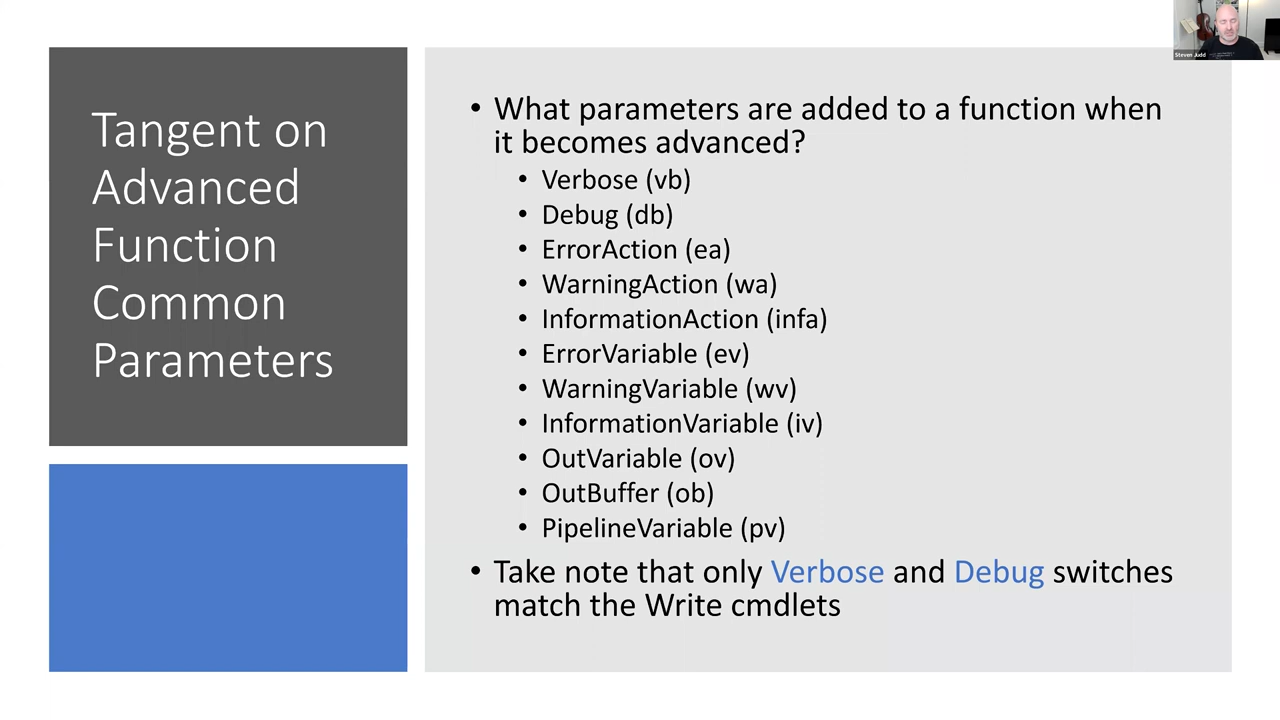 Steven Judd
Tangent on
Advanced
Function
Common
Parameters
• What parameters are added to a function when
it becomes advanced?
• Verbose (vb)
• Debug (db)
• ErrorAction (ea)
• WarningAction (wa)
• InformationAction (infa)
• ErrorVariable (ev)
• WarningVariable (wv)
• InformationVariable (iv)
• OutVariable (ov)
• OutBuffer (ob)
• PipelineVariable (pv)
• Take note that only Verbose and Debug switches
match the Write cmdlets